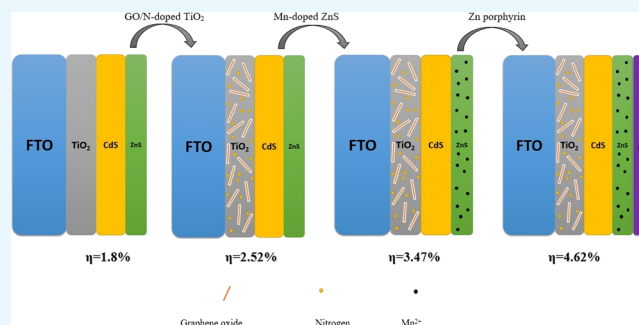 GO/N-doped TiO₂ Mn-doped ZnS Zn porphyrin
FTO TiO₂ CdS ZnS
FTO TiO₂ CdS ZnS
FTO TiO₂ CdS ZnS
FTO TiO₂ CdS ZnS
η=1.8% η=2.52% η=3.47% η=4.62%
Graphene oxide Nitrogen Mn²⁺